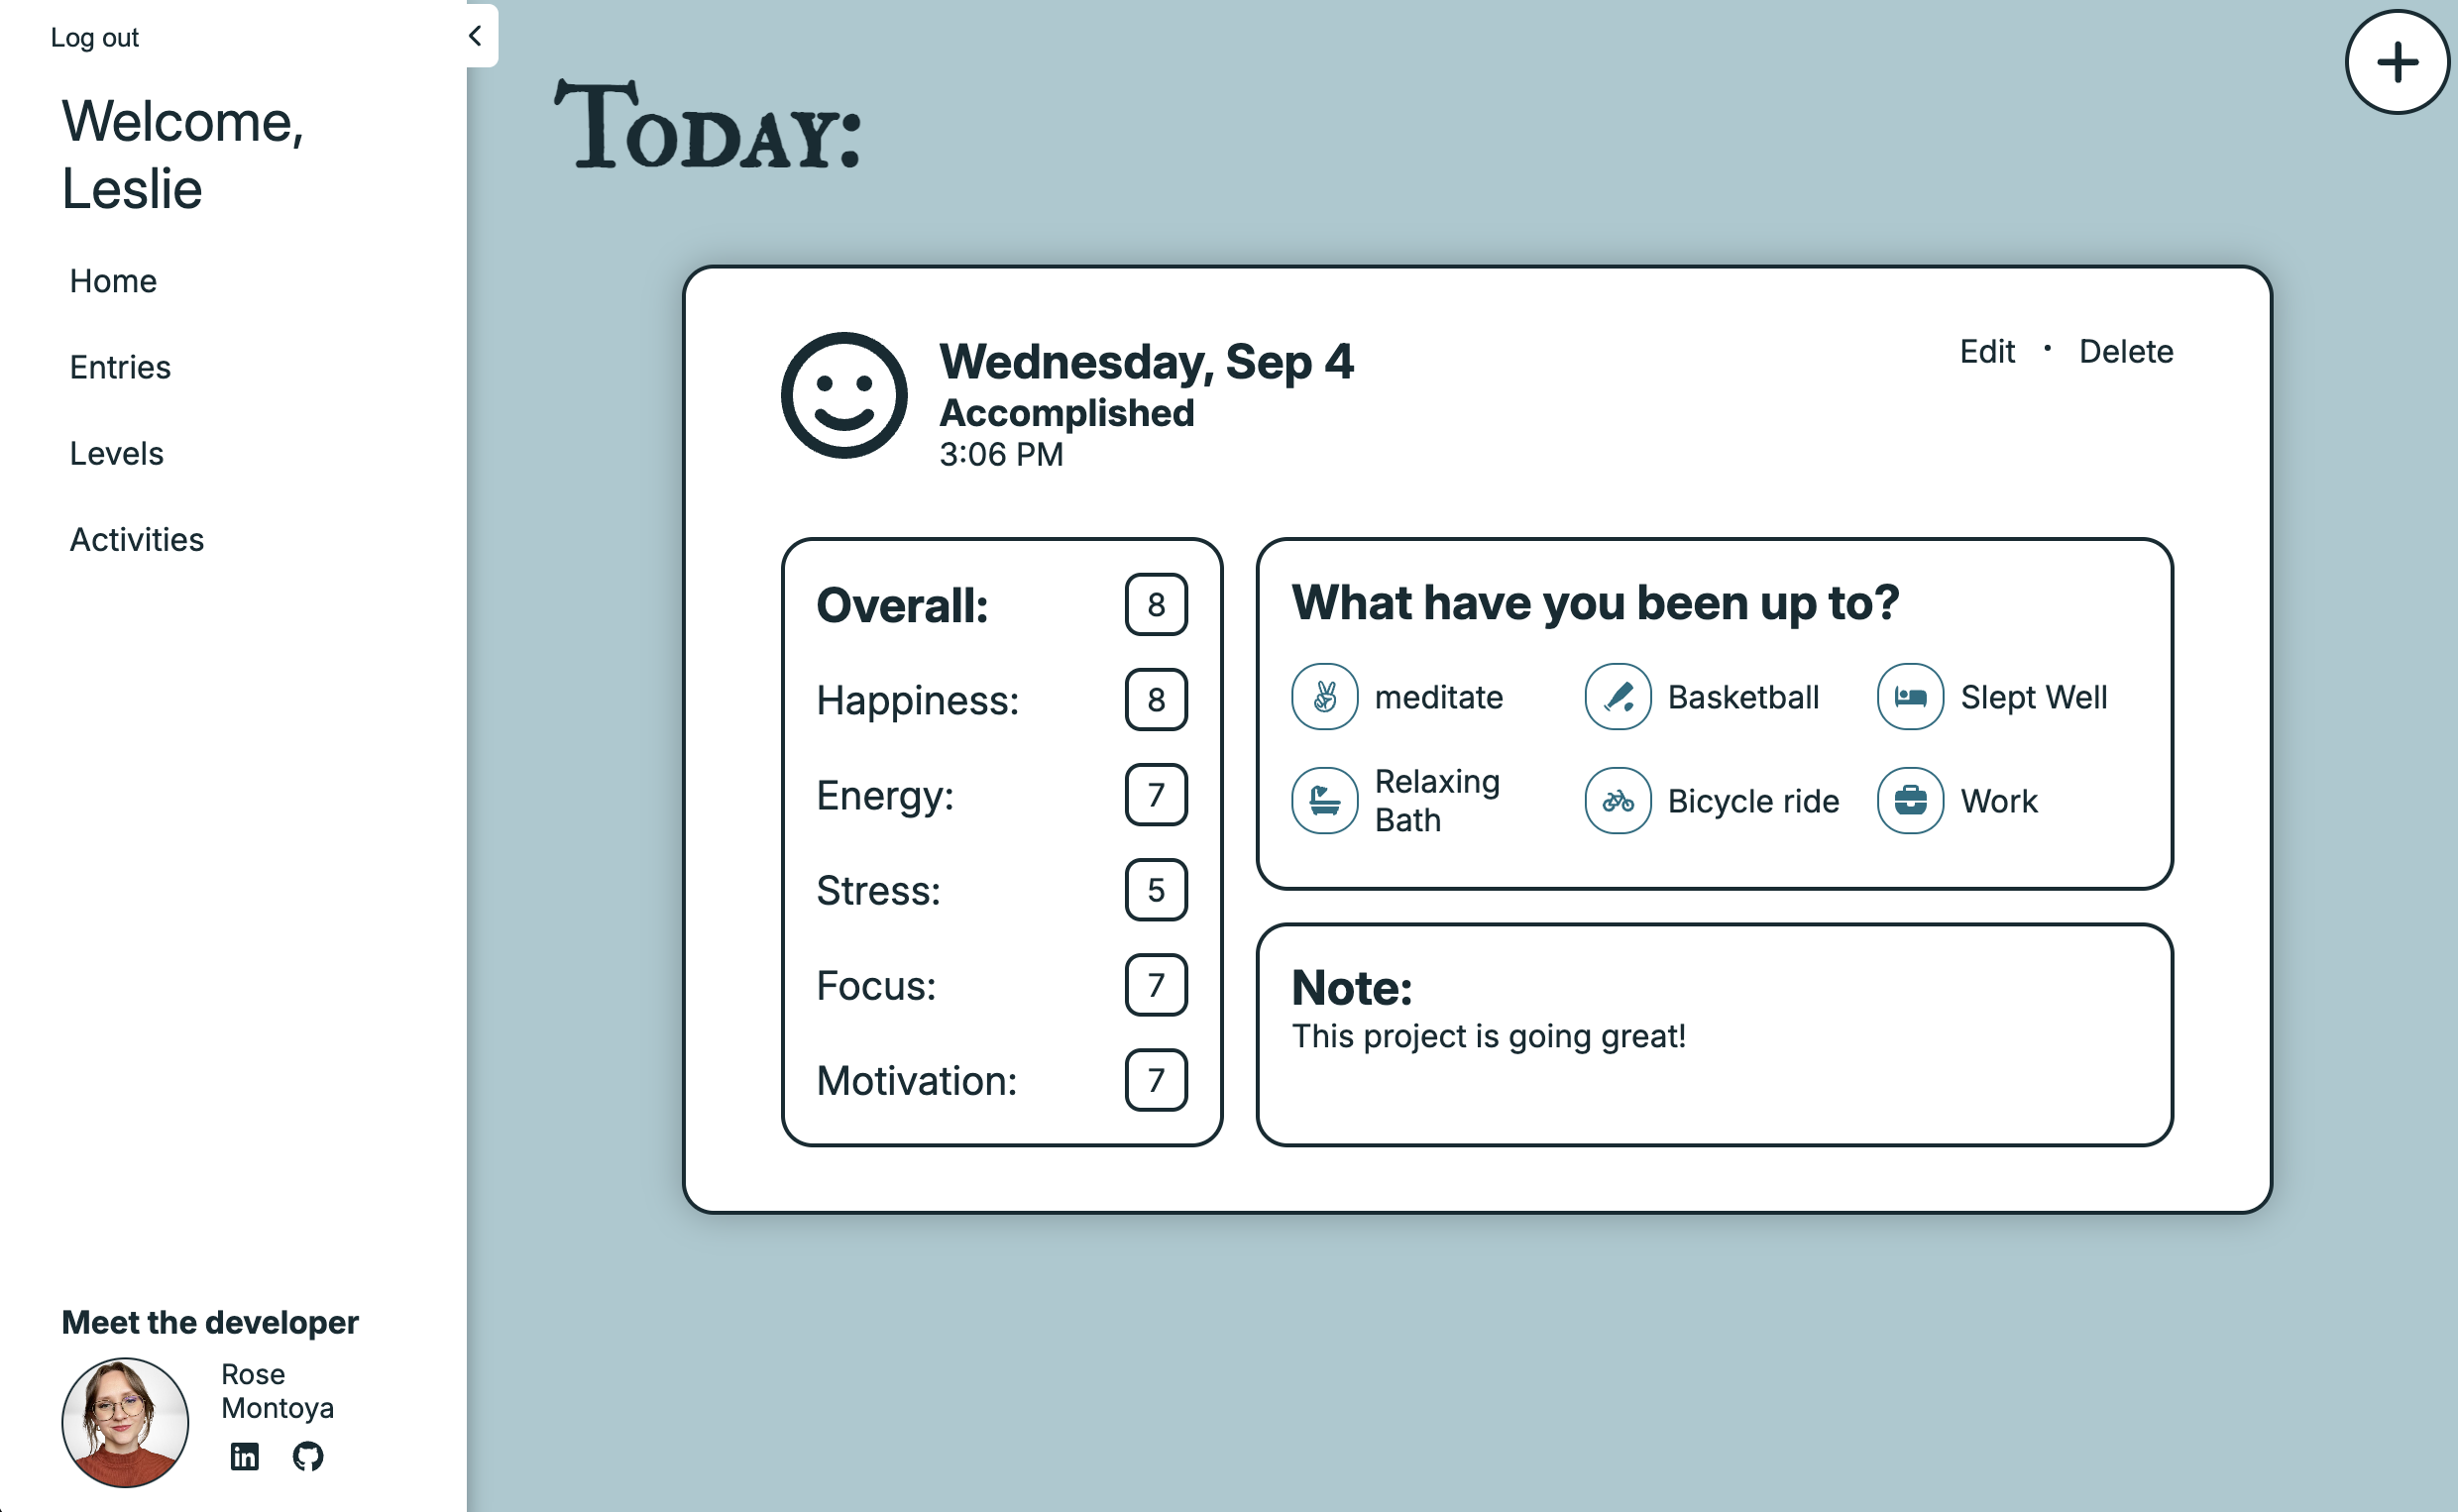 Log out
Welcome,
Leslie
Home
Entries
Levels
Activities
Meet the developer
Rose
Montoya
in
Today:
Wednesday, Sep 4
Accomplished
3:06 PM
Edit · Delete
Overall: 8
Happiness: 8
Energy: 7
Stress: 5
Focus: 7
Motivation: 7
What have you been up to?
meditate Basketball Slept Well
Relaxing
Bath Bicycle ride Work
Note:
This project is going great!